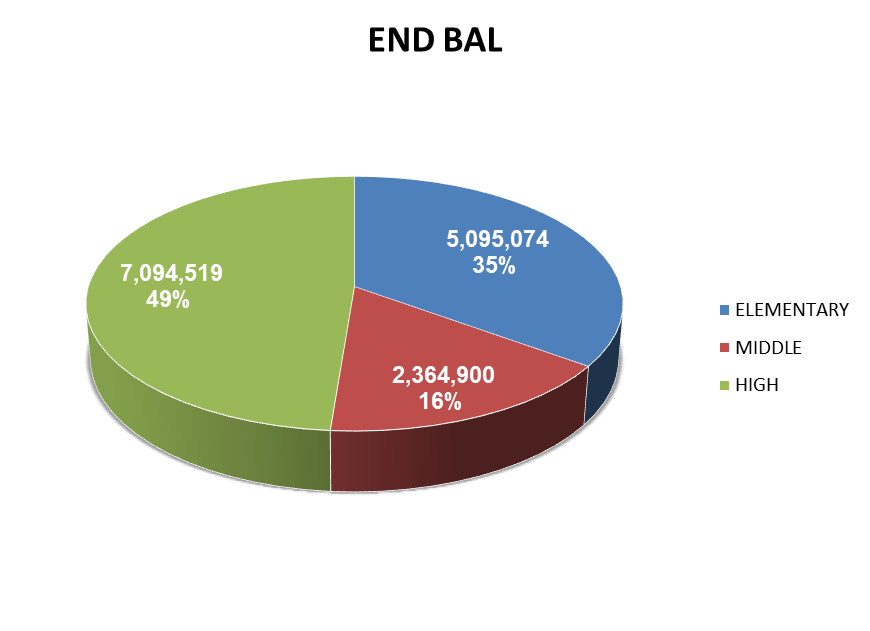 END BAL
5,095,074
35%
7,094,519
49%
2,364,900
16%
ELEMENTARY
MIDDLE
HIGH